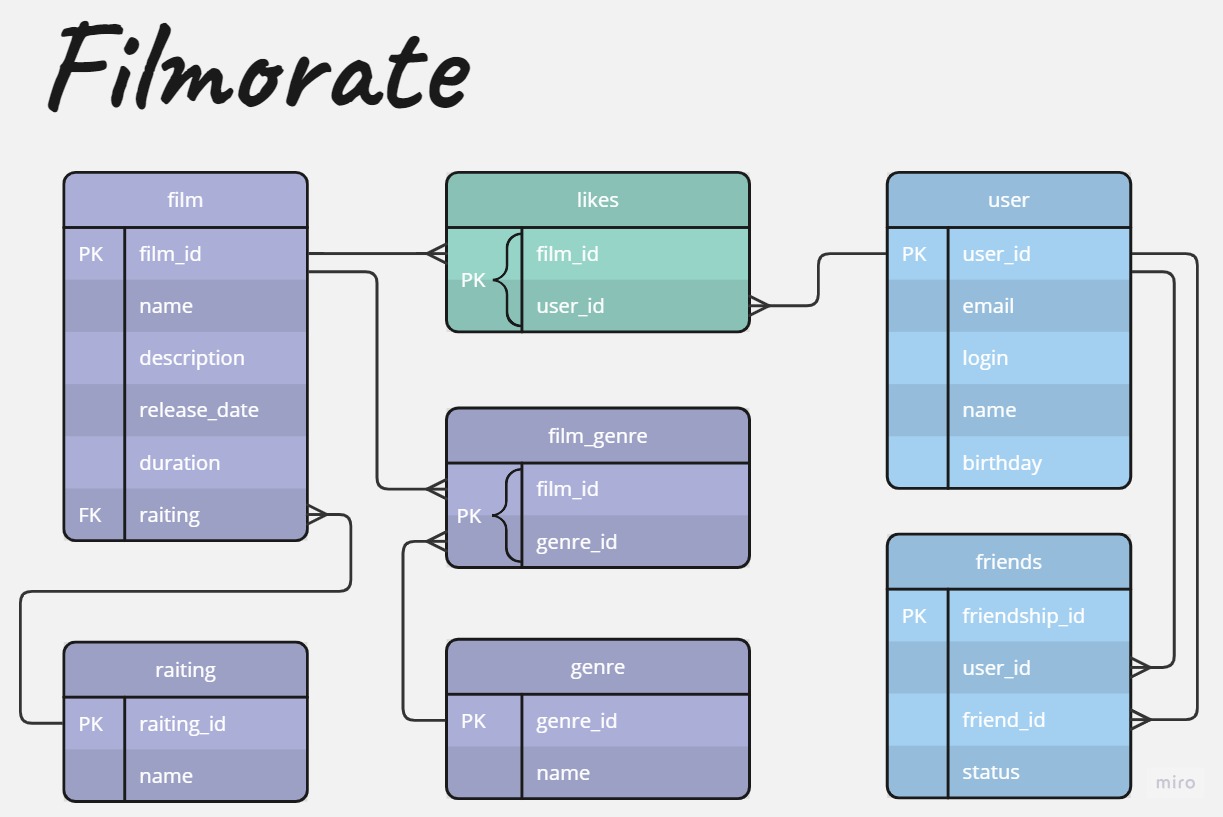 Filmorate
film
PK film_id
name
description
release_date
duration
FK raiting
likes
PK
film_id
user_id
user
PK user_id
email
login
name
birthday
film_genre
PK
film_id
genre_id
friends
PK friendship_id
user_id
friend_id
status
raiting
PK raiting_id
name
genre
PK genre_id
name
miro